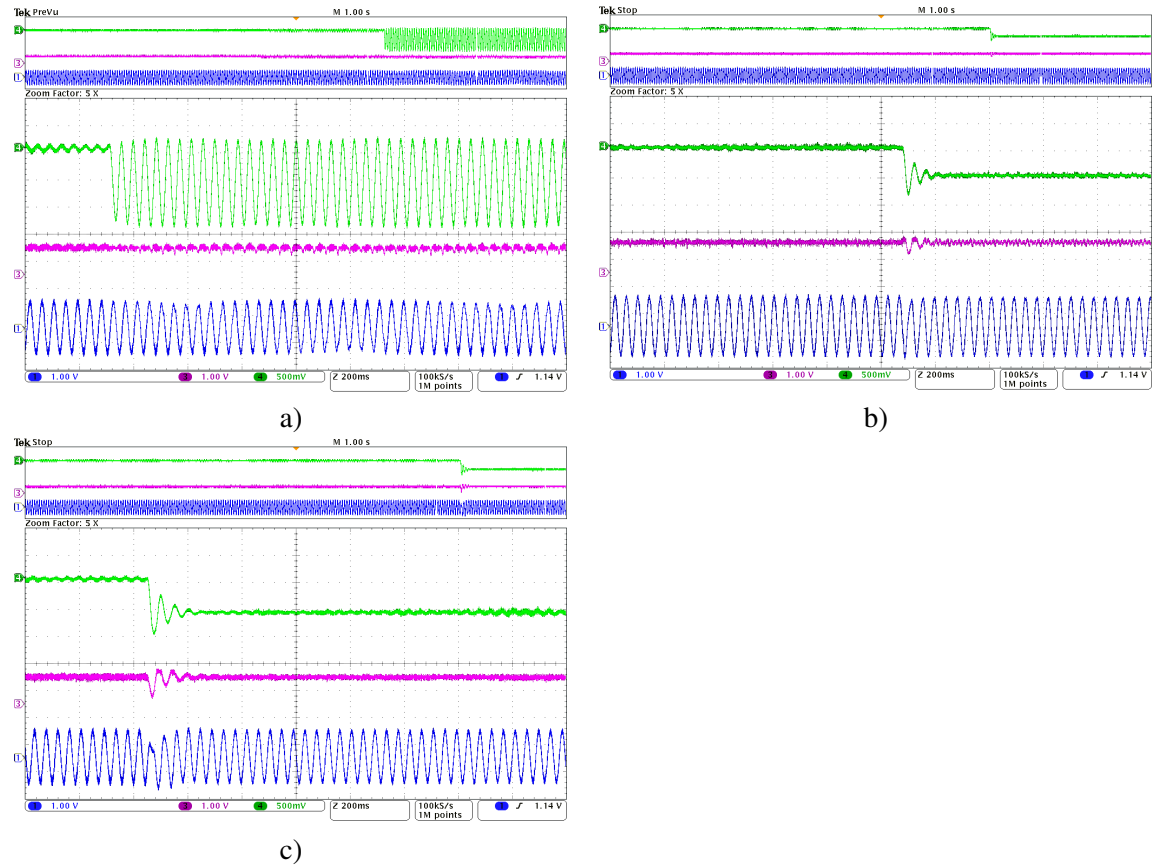 Tek PreVu M 1.00 s
4
3
1
Zoom Factor: 5 X
4
3
1
1 1.00 V 3 1.00 V 4 500mV Z 200ms 100kS/s 1 1.14 V
1M points
a)
Tek Stop M 1.00 s
4
3
1
Zoom Factor: 5 X
4
3
1
1 1.00 V 3 1.00 V 4 500mV Z 200ms 100kS/s 1 1.14 V
1M points
b)
Tek Stop M 1.00 s
4
3
1
Zoom Factor: 5 X
4
3
1
1 1.00 V 3 1.00 V 4 500mV Z 200ms 100kS/s 1 1.14 V
1M points
c)